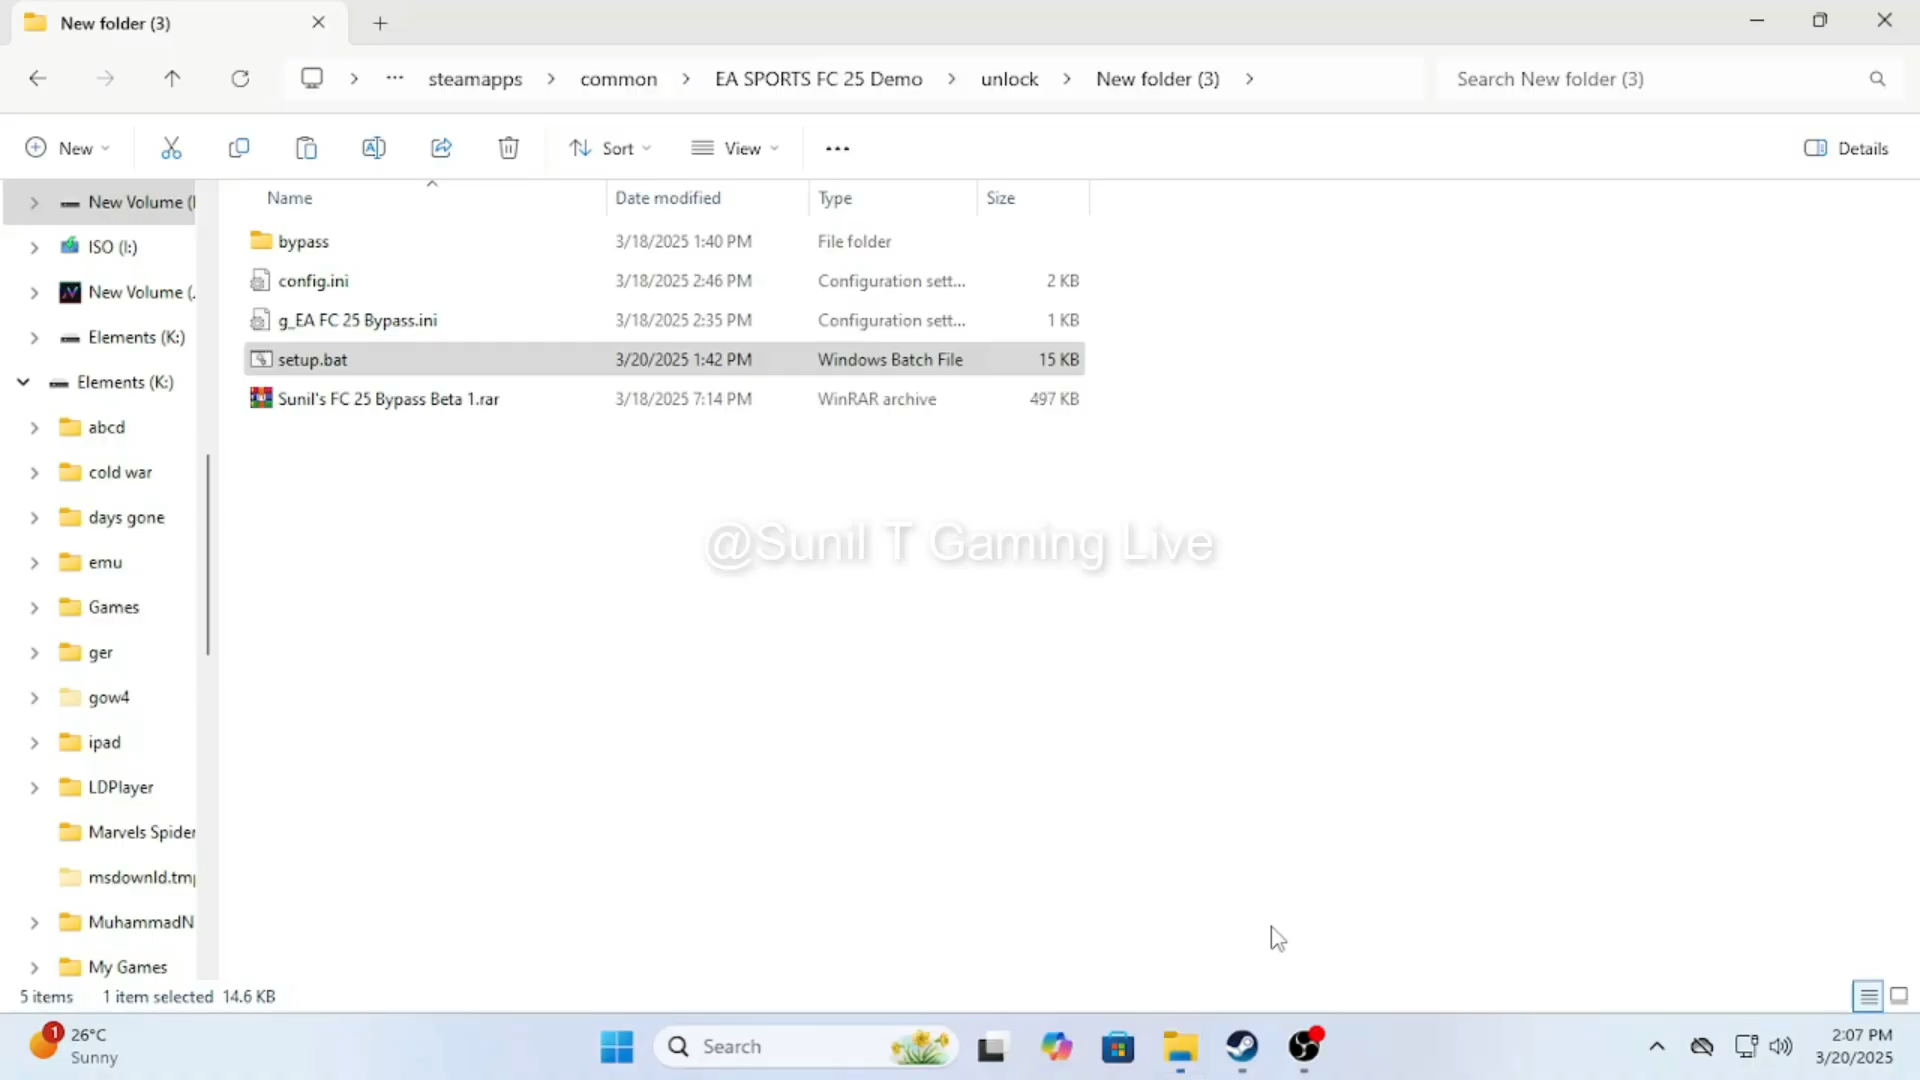 New folder (3)
steamapps
common
EA SPORTS FC 25 Demo
unlock
New folder (3)
Search New folder (3)
New
Sort
View
Details
Name
Date modified
Type
Size
bypass
3/18/2025 1:40 PM
File folder
config.ini
3/18/2025 2:46 PM
Configuration sett...
2 KB
g_EA FC 25 Bypass.ini
3/18/2025 2:35 PM
Configuration sett...
1 KB
setup.bat
3/20/2025 1:42 PM
Windows Batch File
15 KB
Sunil's FC 25 Bypass Beta 1.rar
3/18/2025 7:14 PM
WinRAR archive
497 KB
New Volume (
ISO (I:)
New Volume (.
Elements (K:)
Elements (K:)
abcd
cold war
days gone
emu
Games
ger
gow4
ipad
LDPlayer
Marvels Spider
msdownld.tmp
MuhammadN
My Games
@Sunil T Gaming Live
5 items
1 item selected 14.6 KB
1
26°C
Sunny
Search
2:07 PM
3/20/2025